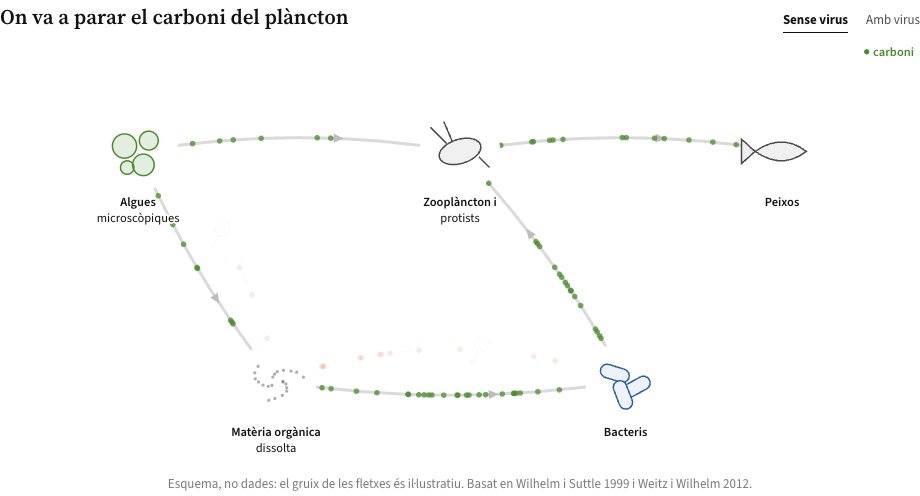 On va a parar el carboni del plàncton
Sense virus Amb virus
carboni
Algues
microscòpiques
Zooplàncton i
protists
Peixos
Matèria orgànica
dissolta
Bacteris
Esquema, no dades: el gruix de les fletxes és il·lustratiu. Basat en Wilhelm i Suttle 1999 i Weitz i Wilhelm 2012.